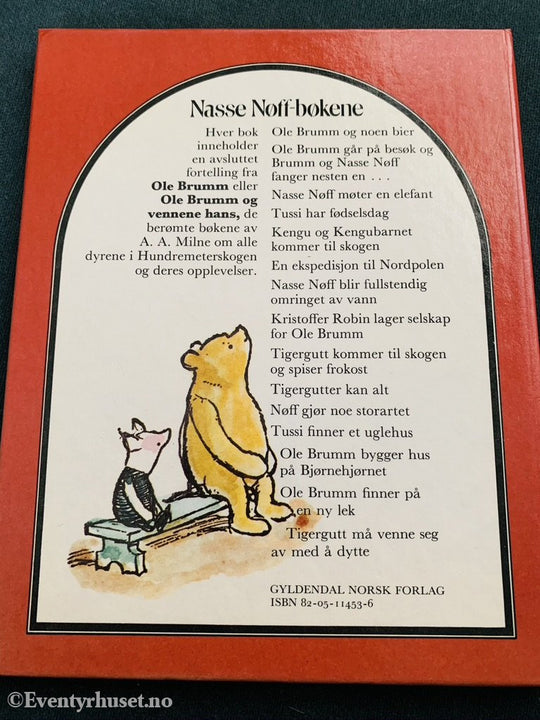 Nasse Nøff-bøkene
Hver bok
inneholder
en avsluttet
fortelling fra
Ole Brumm eller
Ole Brumm og
vennene hans, de
berømte bøkene av
A. A. Milne om alle
dyrene i Hundremeterskogen
og deres opplevelser.
Ole Brumm og noen bier
Ole Brumm går på besøk og
Brumm og Nasse Nøff
fanger nesten en . . .
Nasse Nøff møter en elefant
Tussi har fødselsdag
Kengu og Kengubarnet
kommer til skogen
En ekspedisjon til Nordpolen
Nasse Nøff blir fullstendig
omringet av vann
Kristoffer Robin lager selskap
for Ole Brumm
Tigergutt kommer til skogen
og spiser frokost
Tigergutter kan alt
Nøff gjør noe storartet
Tussi finner et uglehus
Ole Brumm bygger hus
på Bjørnehjørnet
Ole Brumm finner på
en ny lek
Tigergutt må venne seg
av med å dytte
GYLDENDAL NORSK FORLAG
ISBN 82-05-11453-6
©Eventyrhuset.no